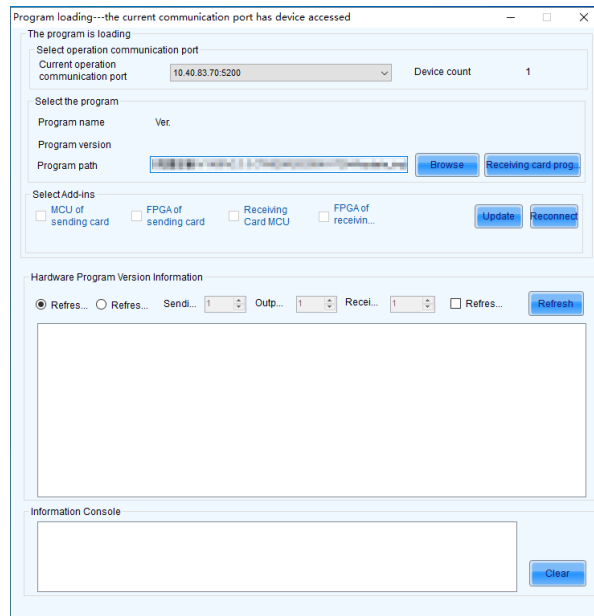 Program loading---the current communication port has device accessed
The program is loading
Select operation communication port
Current operation
communication port
10.40.83.70:5200
Device count 1
Select the program
Program name Ver.
Program version
Program path
Browse
Receiving card prog...
Select Add-ins
MCU of
sending card
FPGA of
sending card
Receiving
Card MCU
FPGA of
receivin...
Update
Reconnect
Hardware Program Version Information
Refres... Refres... Sendi... 1 Outp... 1 Recei... 1 Refres... Refresh
Information Console
Clear